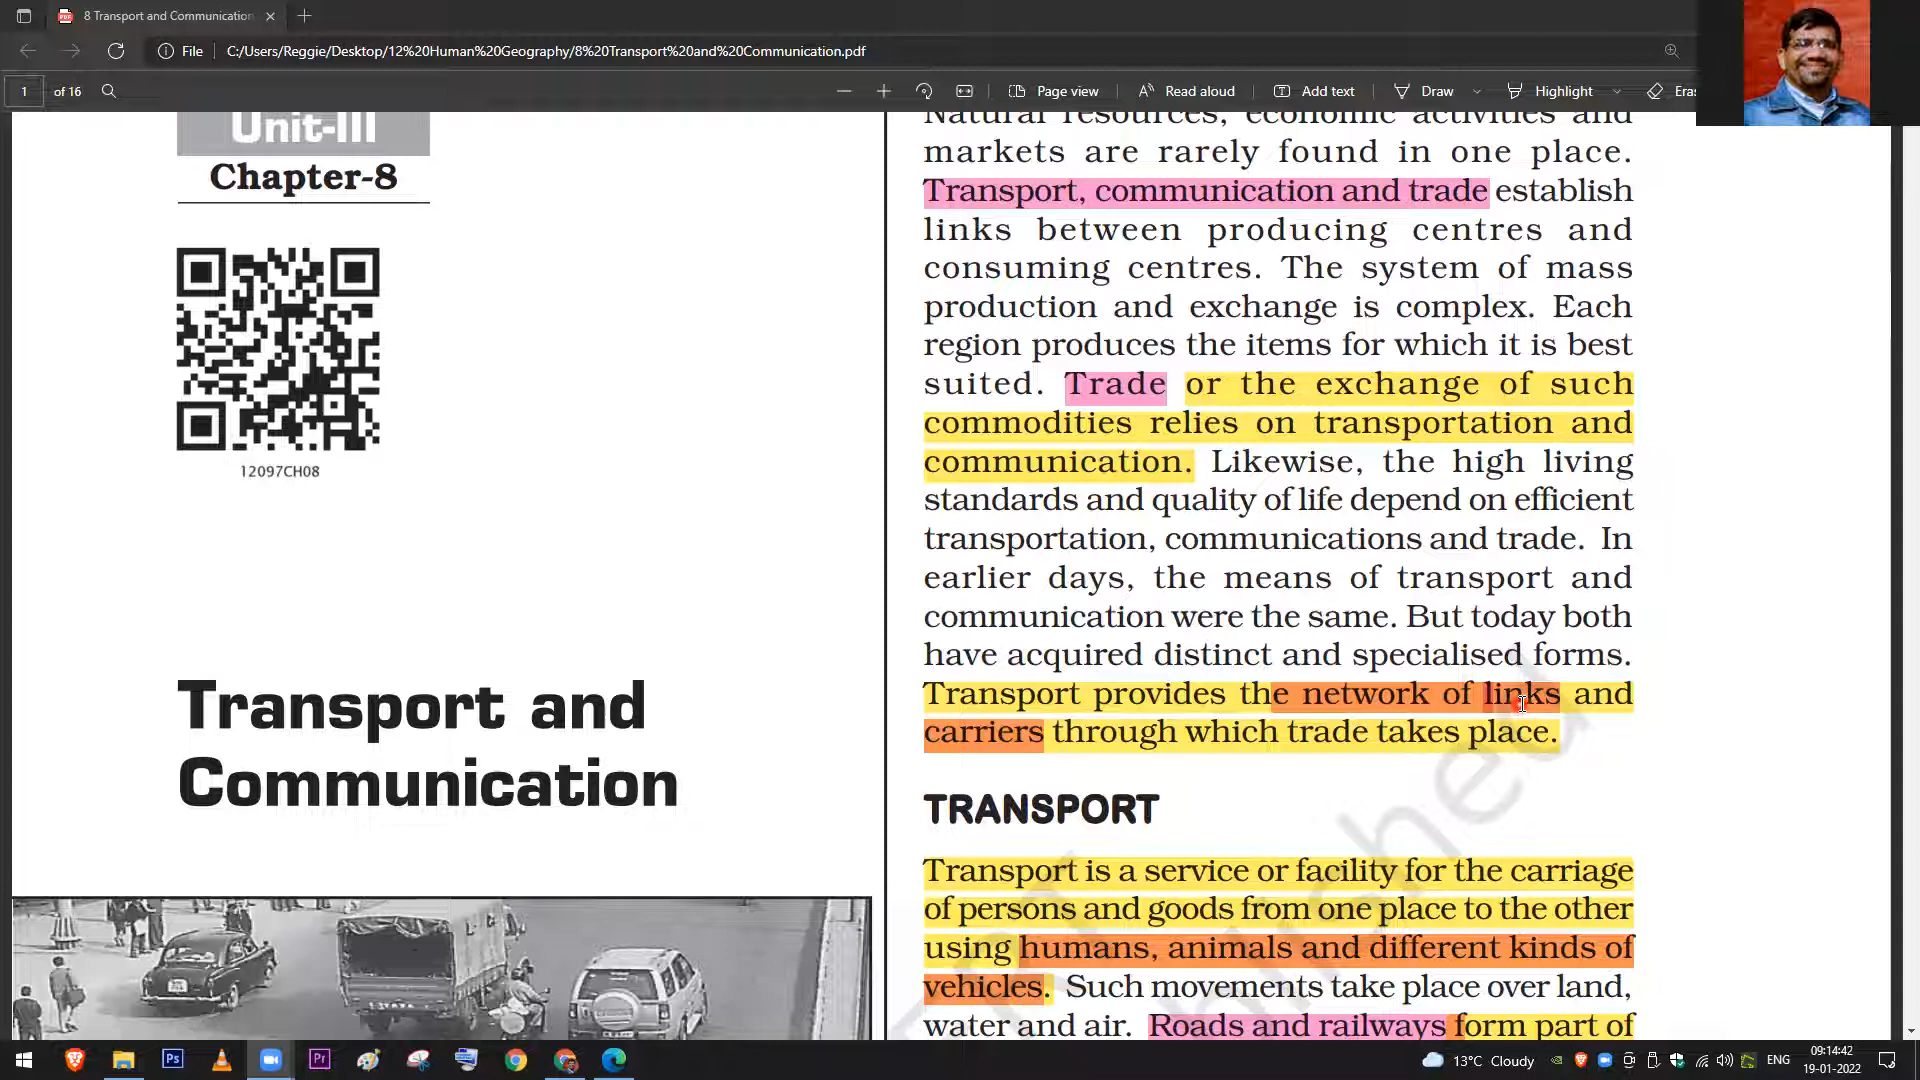 8 Transport and Communication
File
C:/Users/Reggie/Desktop/12%20Human%20Geography/8%20Transport%20and%20Communication.pdf
1 of 16
Page view
Read aloud
Add text
Draw
Highlight
Eras
Unit-III
Chapter-8
12097CH08
Transport and
Communication
Natural resources, economic activities and
markets are rarely found in one place.
Transport, communication and trade establish
links between producing centres and
consuming centres. The system of mass
production and exchange is complex. Each
region produces the items for which it is best
suited. Trade or the exchange of such
commodities relies on transportation and
communication. Likewise, the high living
standards and quality of life depend on efficient
transportation, communications and trade. In
earlier days, the means of transport and
communication were the same. But today both
have acquired distinct and specialised forms.
Transport provides the network of links and
carriers through which trade takes place.
TRANSPORT
Transport is a service or facility for the carriage
of persons and goods from one place to the other
using humans, animals and different kinds of
vehicles. Such movements take place over land,
water and air. Roads and railways form part of
Ps
Pr
13°C Cloudy
ENG
09:14:42
19-01-2022